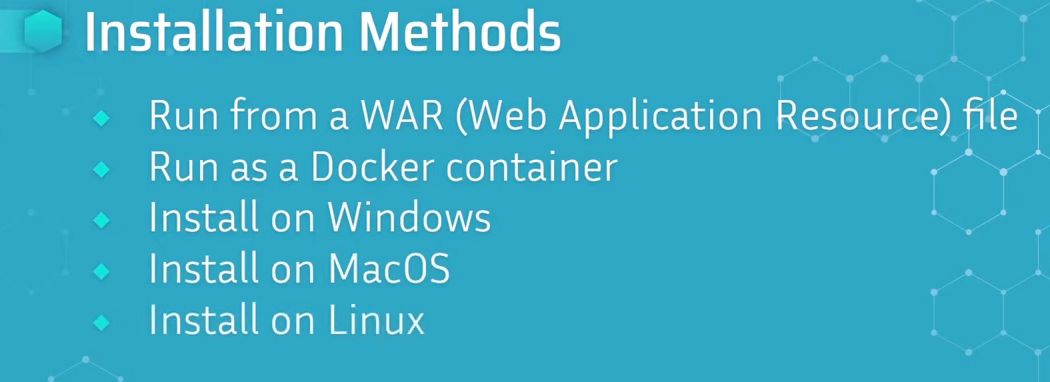 Installation Methods
Run from a WAR (Web Application Resource) file
Run as a Docker container
Install on Windows
Install on MacOS
Install on Linux